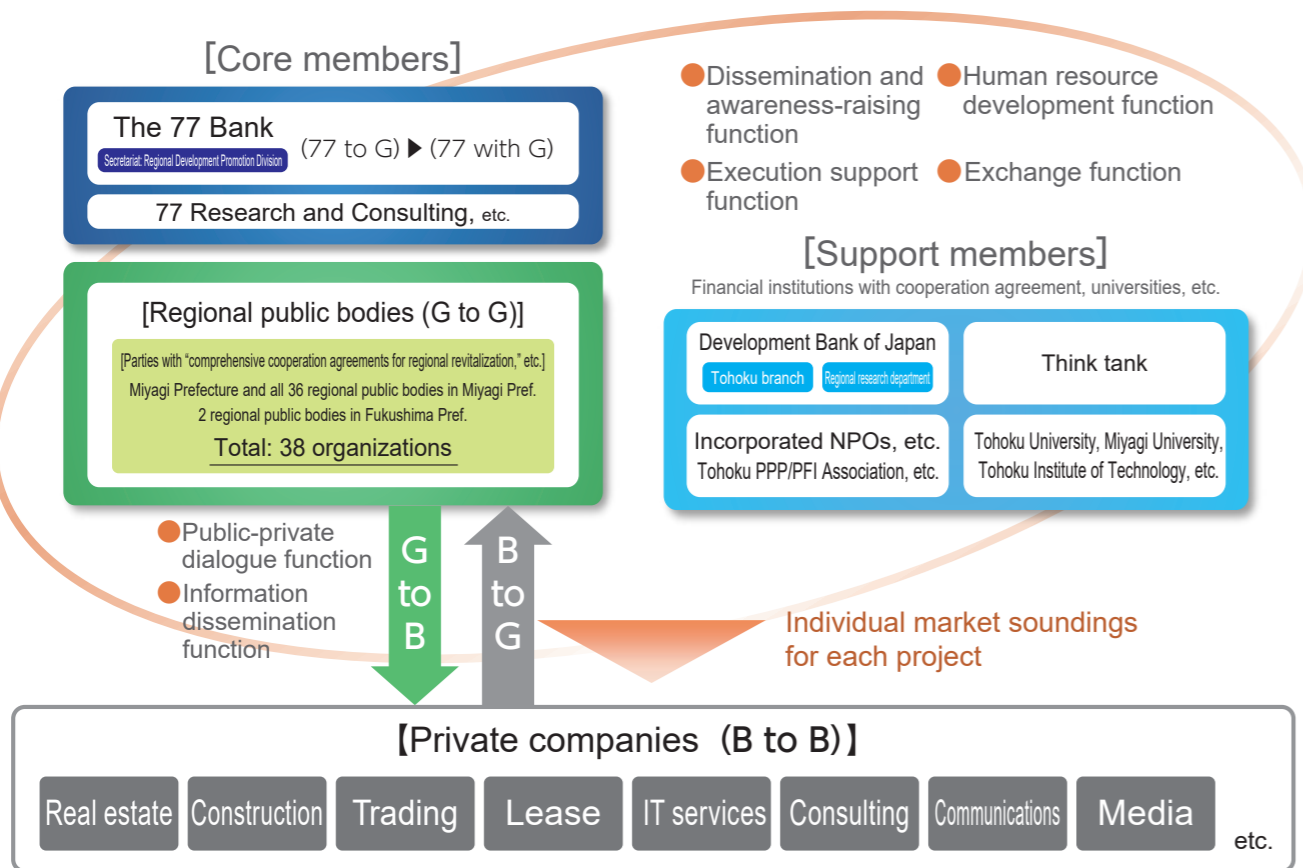 [Core members]
The 77 Bank
Secretariat: Regional Development Promotion Division
(77 to G) ▶ (77 with G)
77 Research and Consulting, etc.
[Regional public bodies (G to G)]
[Parties with “comprehensive cooperation agreements for regional revitalization,” etc.]
Miyagi Prefecture and all 36 regional public bodies in Miyagi Pref.
2 regional public bodies in Fukushima Pref.
Total: 38 organizations
●Dissemination and
awareness-raising
function
●Human resource
development function
●Execution support
function
●Exchange function
[Support members]
Financial institutions with cooperation agreement, universities, etc.
Development Bank of Japan
Tohoku branch
Regional research department
Think tank
Incorporated NPOs, etc.
Tohoku PPP/PFI Association, etc.
Tohoku University, Miyagi University,
Tohoku Institute of Technology, etc.
●Public-private
dialogue function
●Information
dissemination
function
G
to
B
B
to
G
Individual market soundings
for each project
【Private companies (B to B)】
Real estate
Construction
Trading
Lease
IT services
Consulting
Communications
Media
etc.